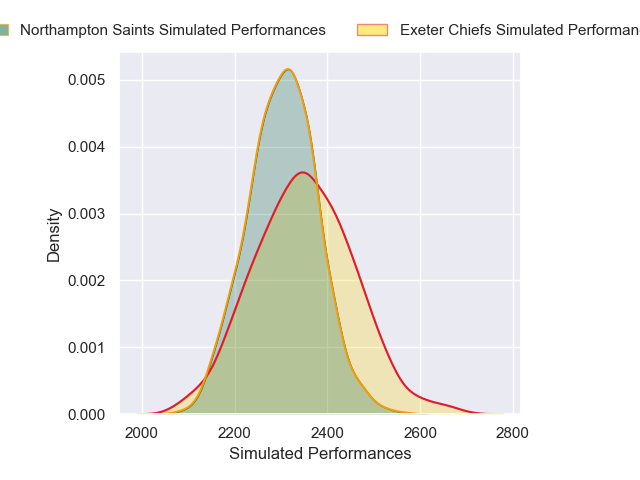 Northampton Saints Simulated Performances Exeter Chiefs Simulated
0.005
0.004
0.003
0.002
0.001
0.000
Density
2000 2200 2400 2600 2800
Simulated Performances